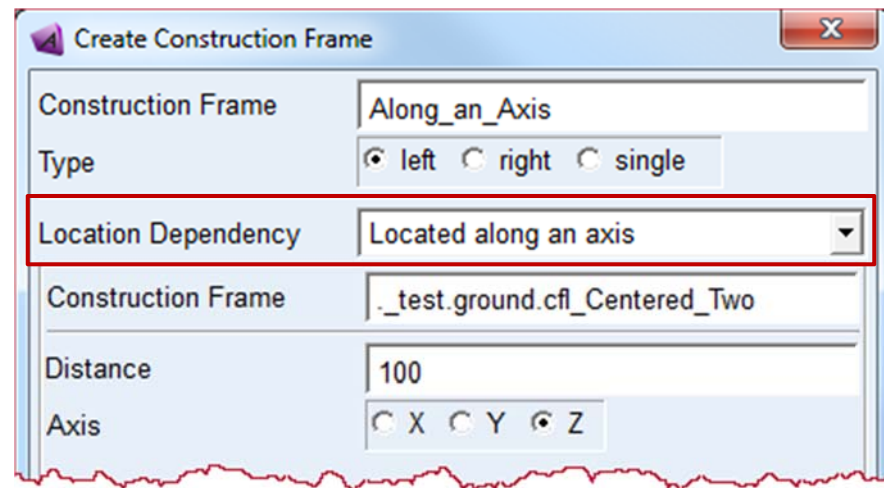 Create Construction Frame
Construction Frame Along_an_Axis
Type left right single
Location Dependency Located along an axis
Construction Frame ._test.ground.cfl_Centered_Two
Distance 100
Axis X Y Z